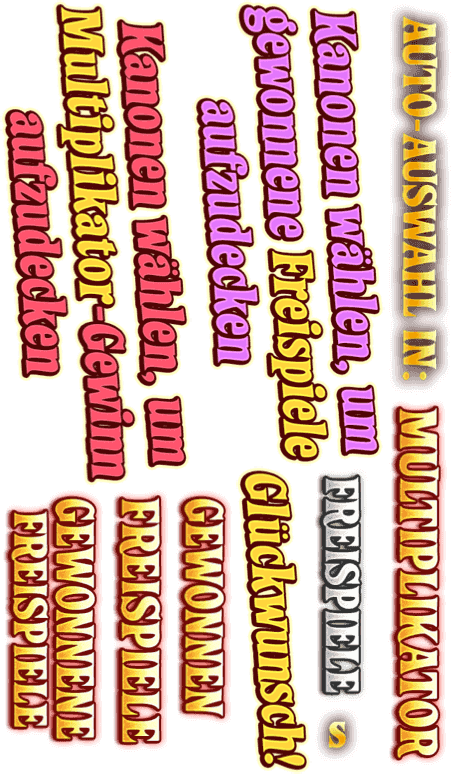 AUTO-AUSWAHL IN:
MULTIPLIKATOR
Kanonen wählen, um
gewonnene Freispiele
aufzudecken
FREISPIELE
S
Glückwunsch!
Kanonen wählen, um
Multiplikator-Gewinn
aufzudecken
GEWONNEN
FREISPIELE
GEWONNENE
FREISPIELE